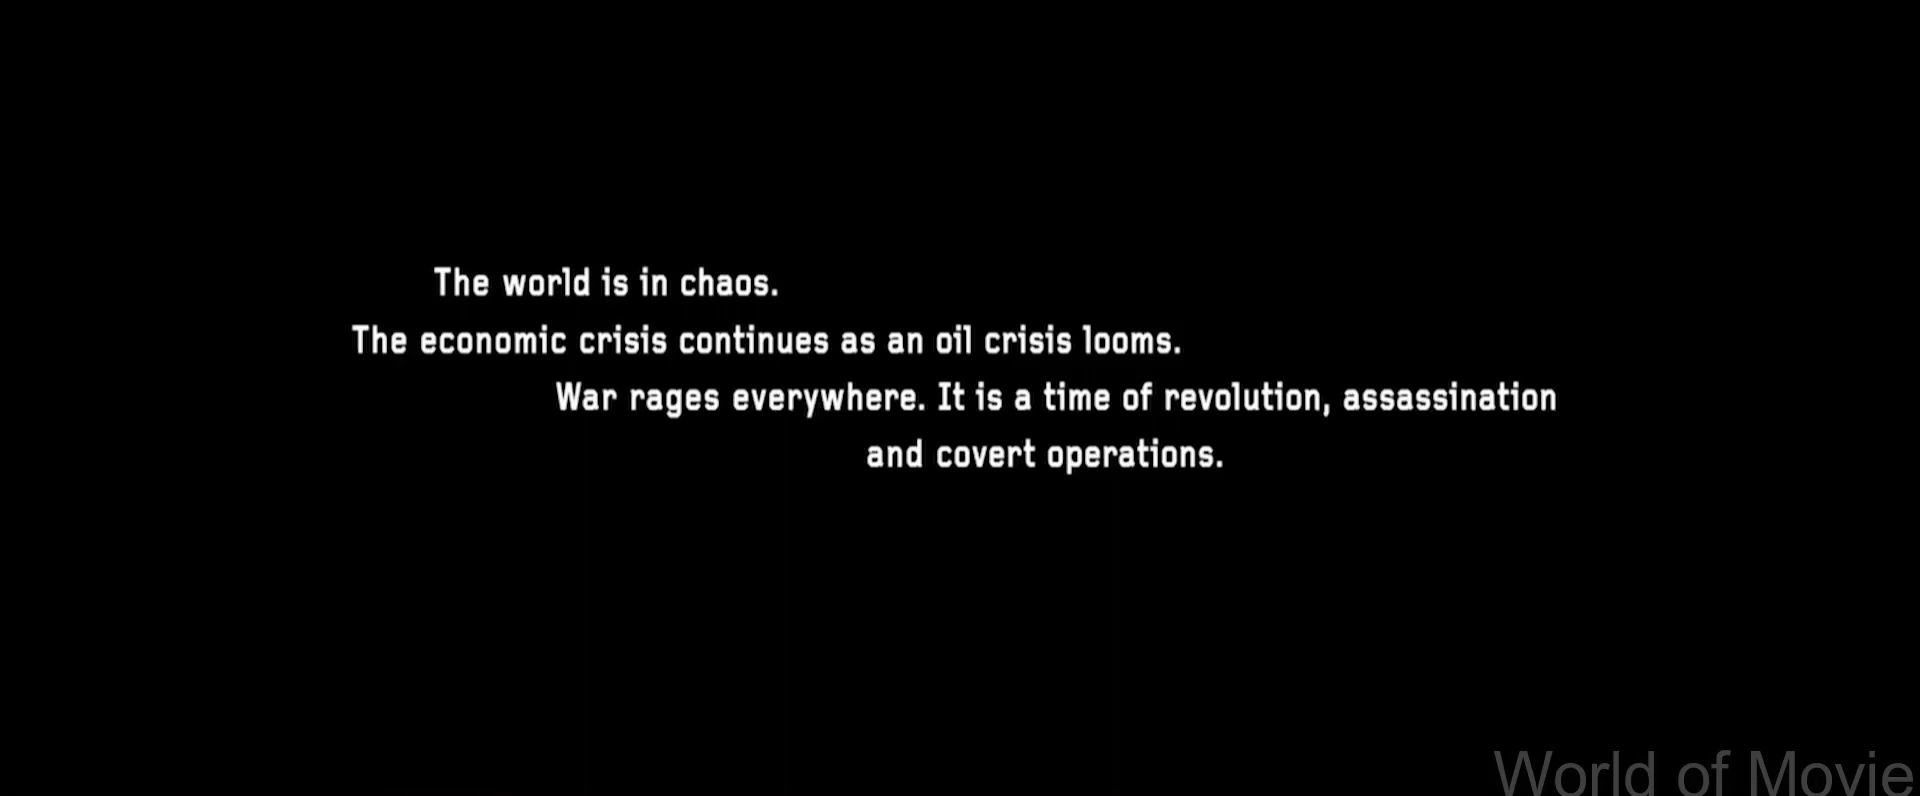 The world is in chaos.
The economic crisis continues as an oil crisis looms.
War rages everywhere. It is a time of revolution, assassination
and covert operations.
World of Movie